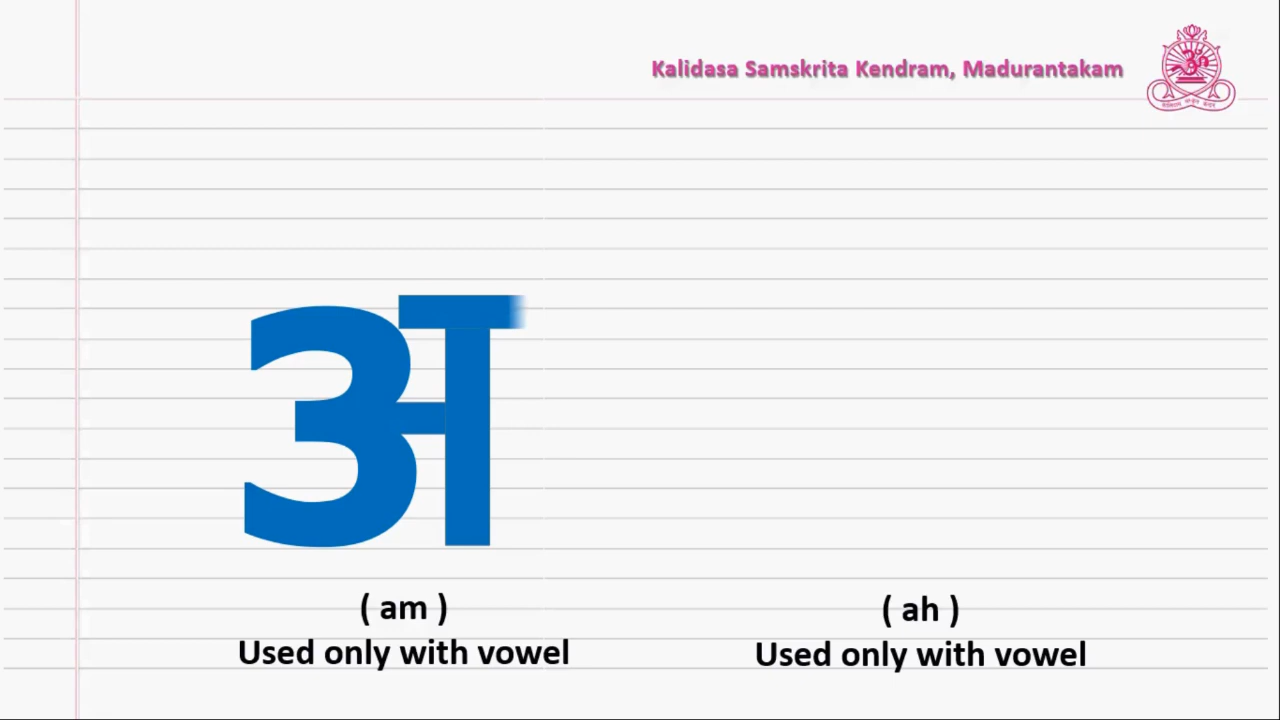 Kalidasa Samskrita Kendram, Madurantakam
अ
( am )
Used only with vowel
( ah )
Used only with vowel